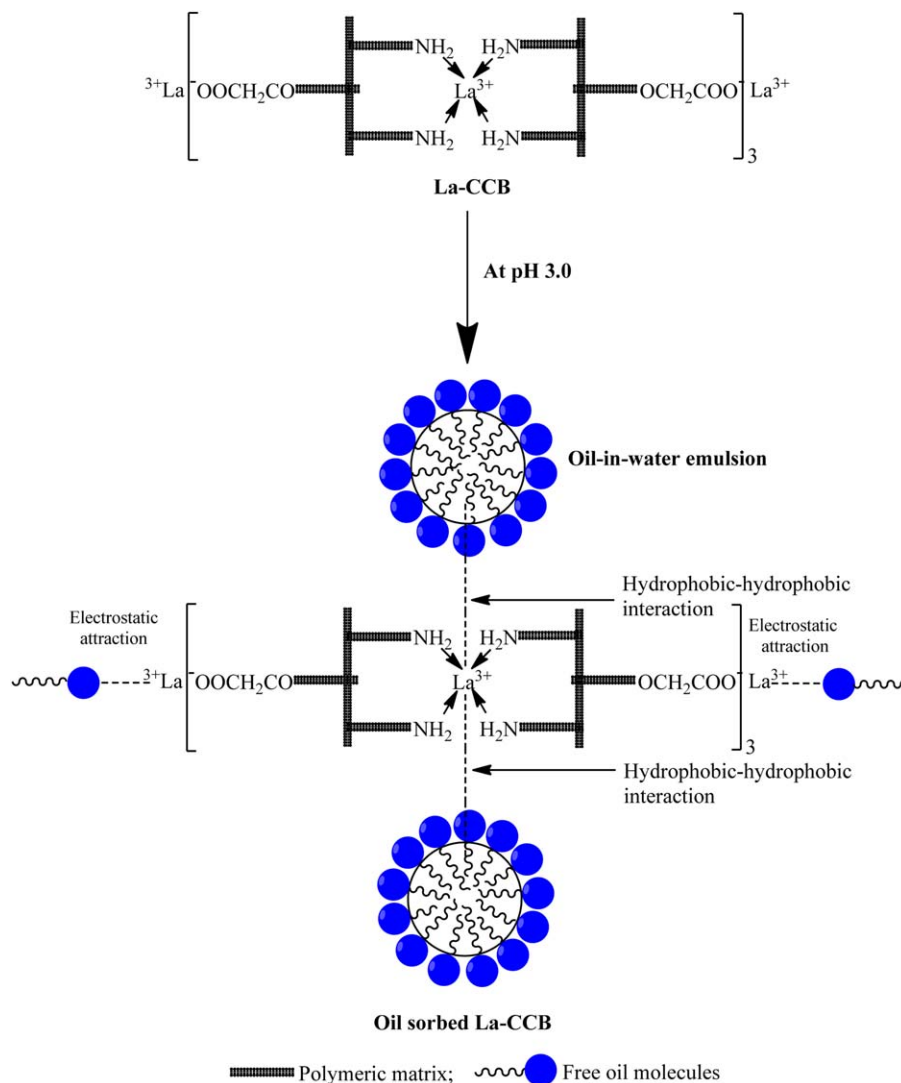 NH₂ H₂N
³⁺La [ ⁻OOCH₂CO La³⁺ OCH₂COO⁻ ]₃ La³⁺
NH₂ H₂N
La-CCB
At pH 3.0
Oil-in-water emulsion
Hydrophobic-hydrophobic
interaction
Electrostatic
attraction
Electrostatic
attraction
NH₂ H₂N
³⁺La [ ⁻OOCH₂CO La³⁺ OCH₂COO⁻ ]₃ La³⁺
NH₂ H₂N
Hydrophobic-hydrophobic
interaction
Oil sorbed La-CCB
Polymeric matrix; Free oil molecules